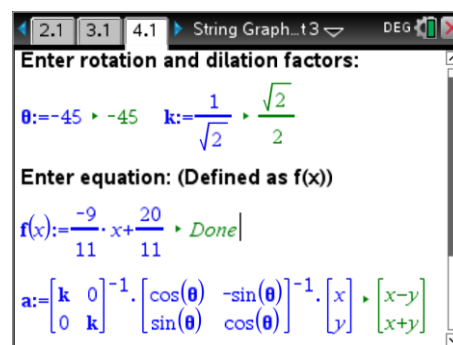 2.1 3.1 4.1 String Graph...t3 DEG
Enter rotation and dilation factors:
θ:=-45 ▸ -45 k:=1/√2 ▸ √2/2
Enter equation: (Defined as f(x))
f(x):=-9/11·x+20/11 ▸ Done
a:=[k 0; 0 k]^-1·[cos(θ) -sin(θ); sin(θ) cos(θ)]^-1·[x; y] ▸ [x-y; x+y]